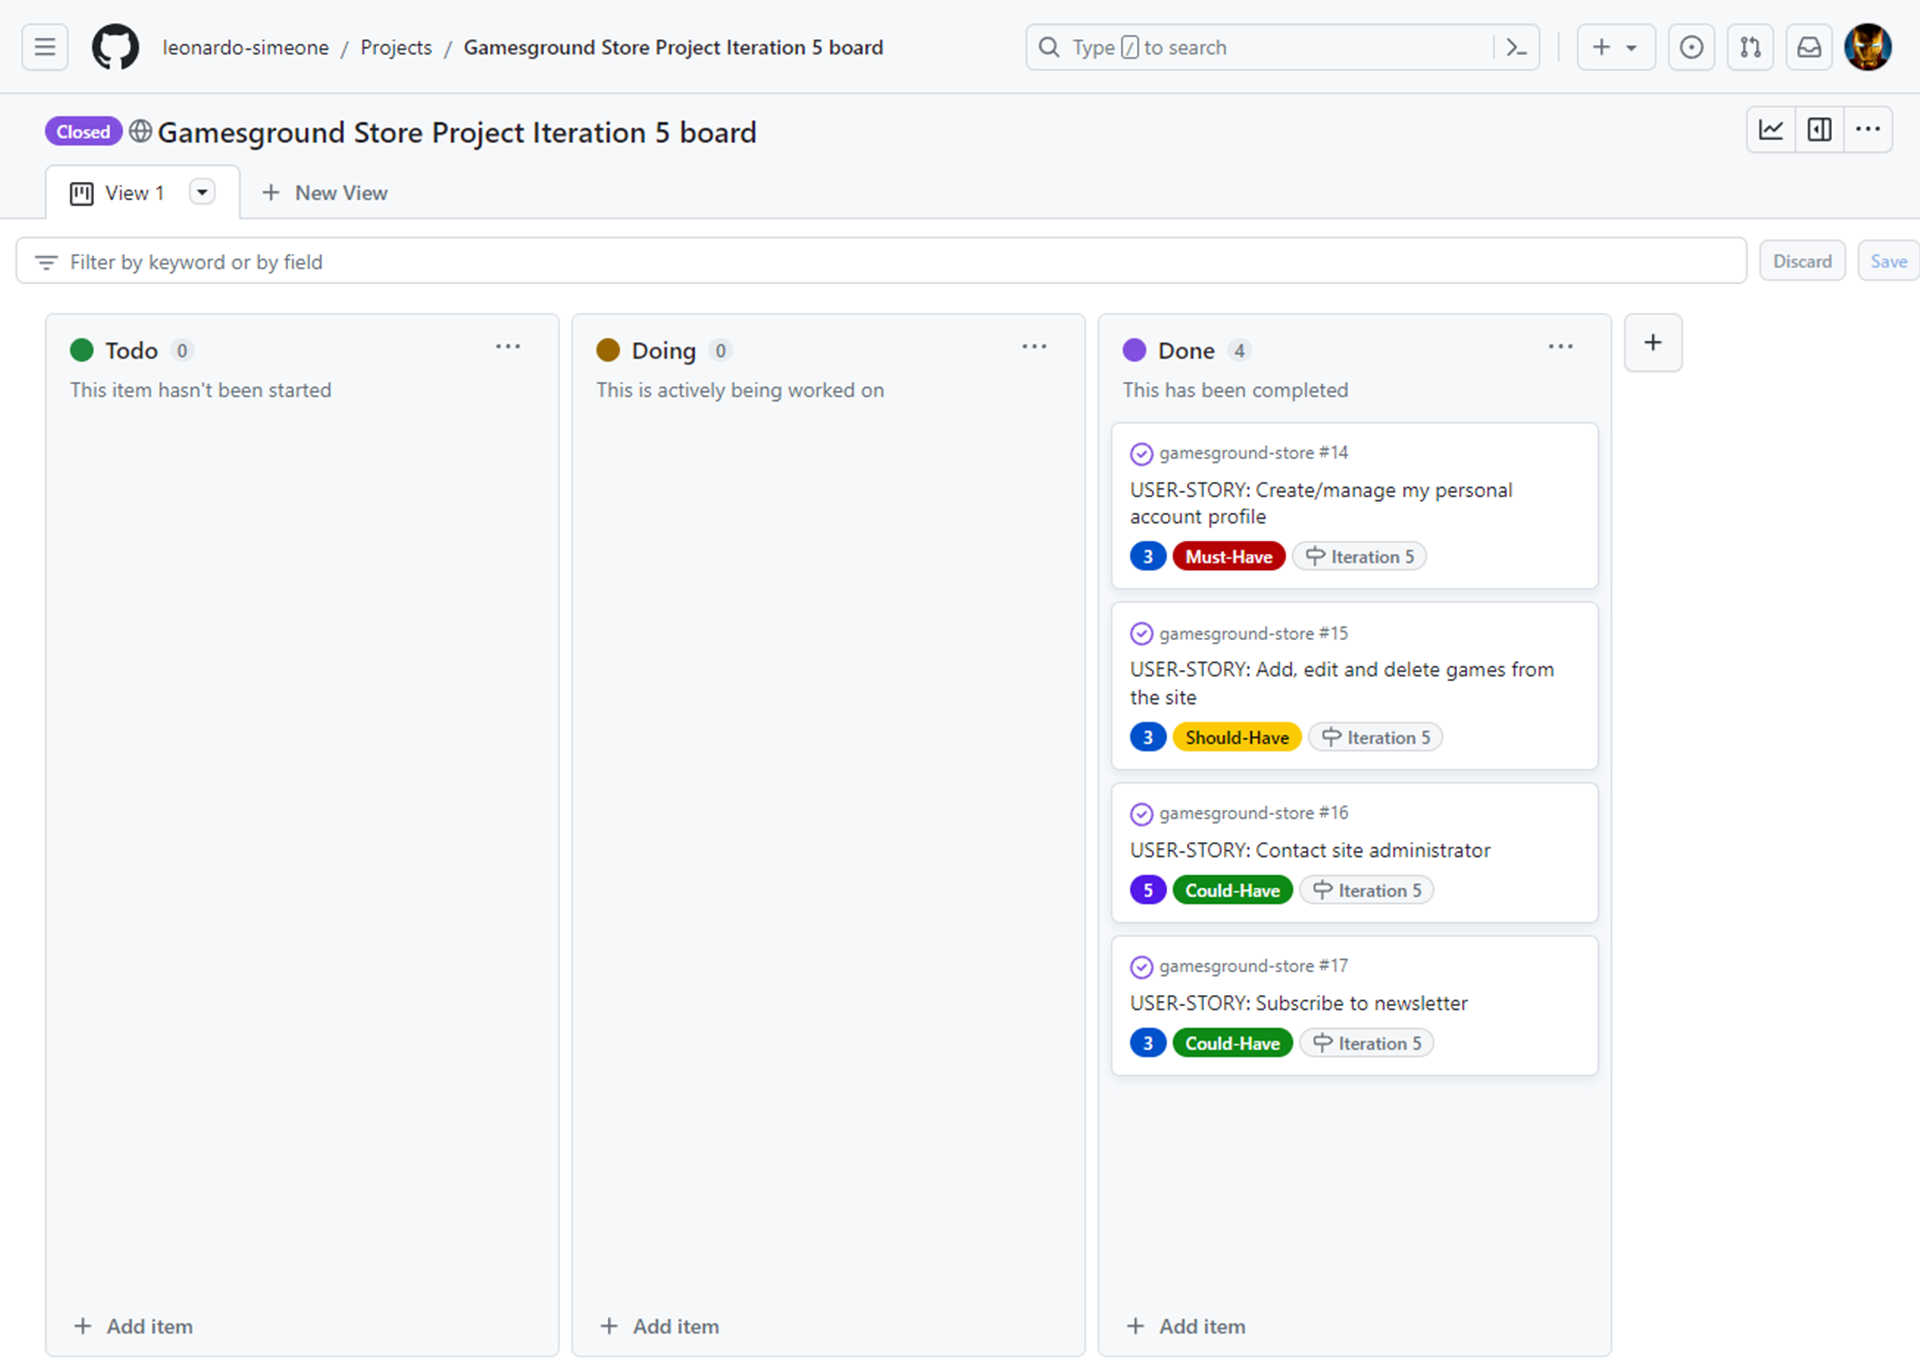 leonardo-simeone / Projects / Gamesground Store Project Iteration 5 board
Type / to search
Closed Gamesground Store Project Iteration 5 board
View 1
New View
Filter by keyword or by field
Discard
Save
Todo 0
This item hasn't been started
Add item
Doing 0
This is actively being worked on
Add item
Done 4
This has been completed
gamesground-store #14
USER-STORY: Create/manage my personal
account profile
3 Must-Have Iteration 5
gamesground-store #15
USER-STORY: Add, edit and delete games from
the site
3 Should-Have Iteration 5
gamesground-store #16
USER-STORY: Contact site administrator
5 Could-Have Iteration 5
gamesground-store #17
USER-STORY: Subscribe to newsletter
3 Could-Have Iteration 5
Add item